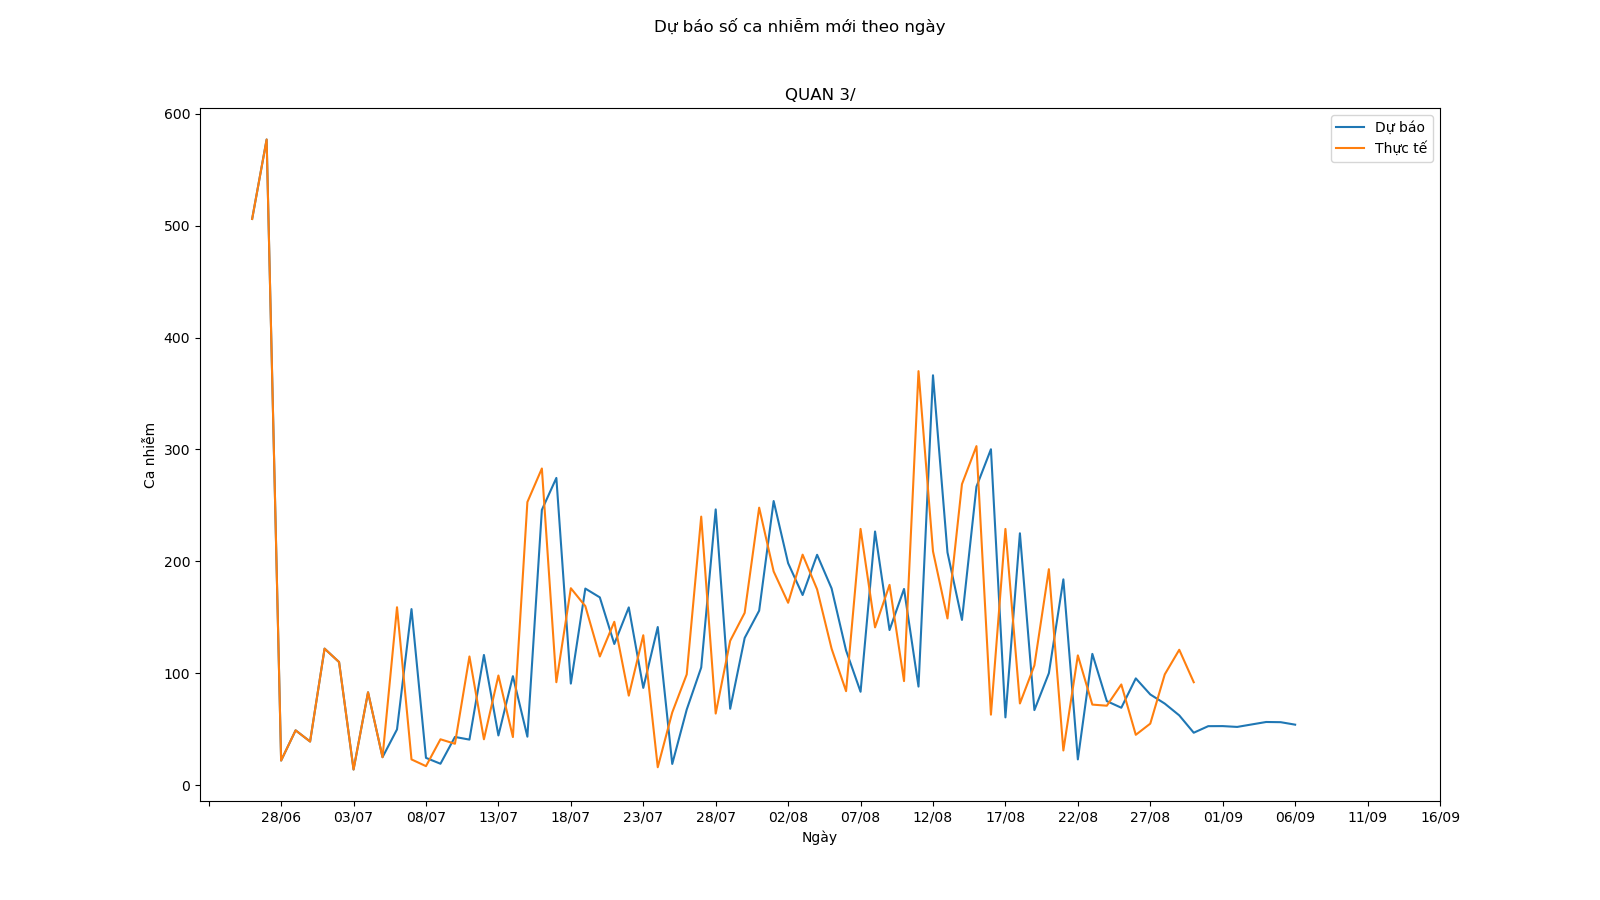 Dự báo số ca nhiễm mới theo ngày
QUAN 3/
Dự báo
Thực tế
600
500
400
300
200
100
0
Ca nhiễm
28/06 03/07 08/07 13/07 18/07 23/07 28/07 02/08 07/08 12/08 17/08 22/08 27/08 01/09 06/09 11/09 16/09
Ngày